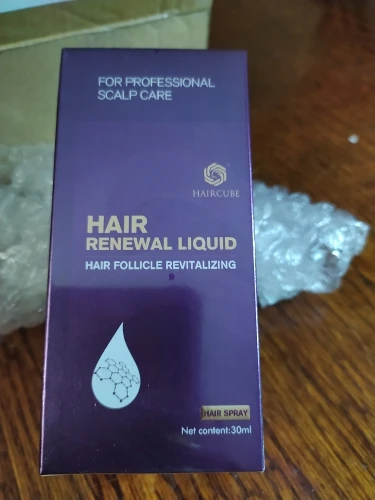 FOR PROFESSIONAL
SCALP CARE
HAIRCUBE
HAIR
RENEWAL LIQUID
HAIR FOLLICLE REVITALIZING
HAIR SPRAY
Net content:30ml